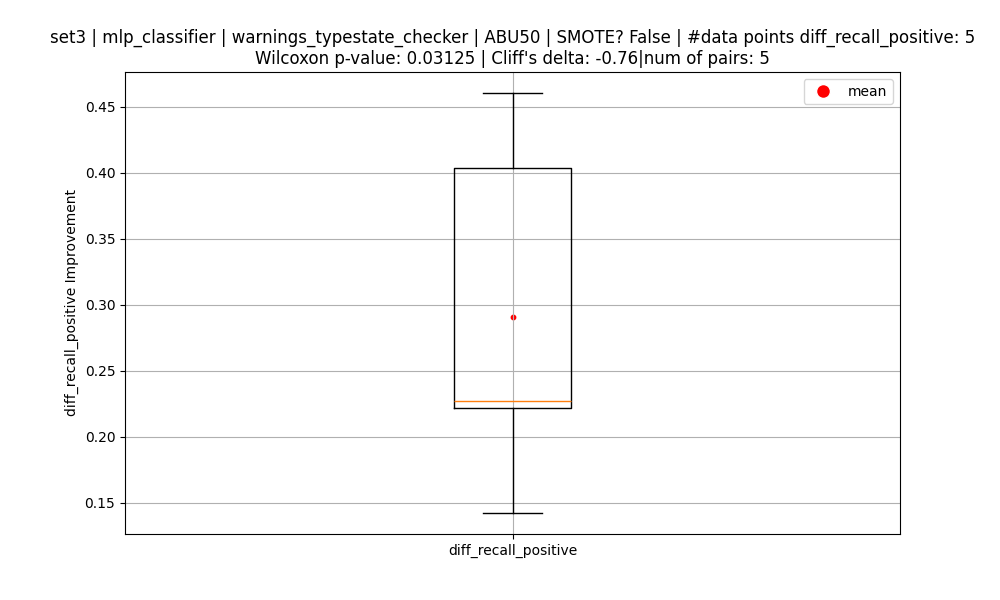 set3 | mlp_classifier | warnings_typestate_checker | ABU50 | SMOTE? False | #data points diff_recall_positive: 5
Wilcoxon p-value: 0.03125 | Cliff's delta: -0.76|num of pairs: 5
mean
0.45
0.40
0.35
0.30
0.25
0.20
0.15
diff_recall_positive Improvement
diff_recall_positive